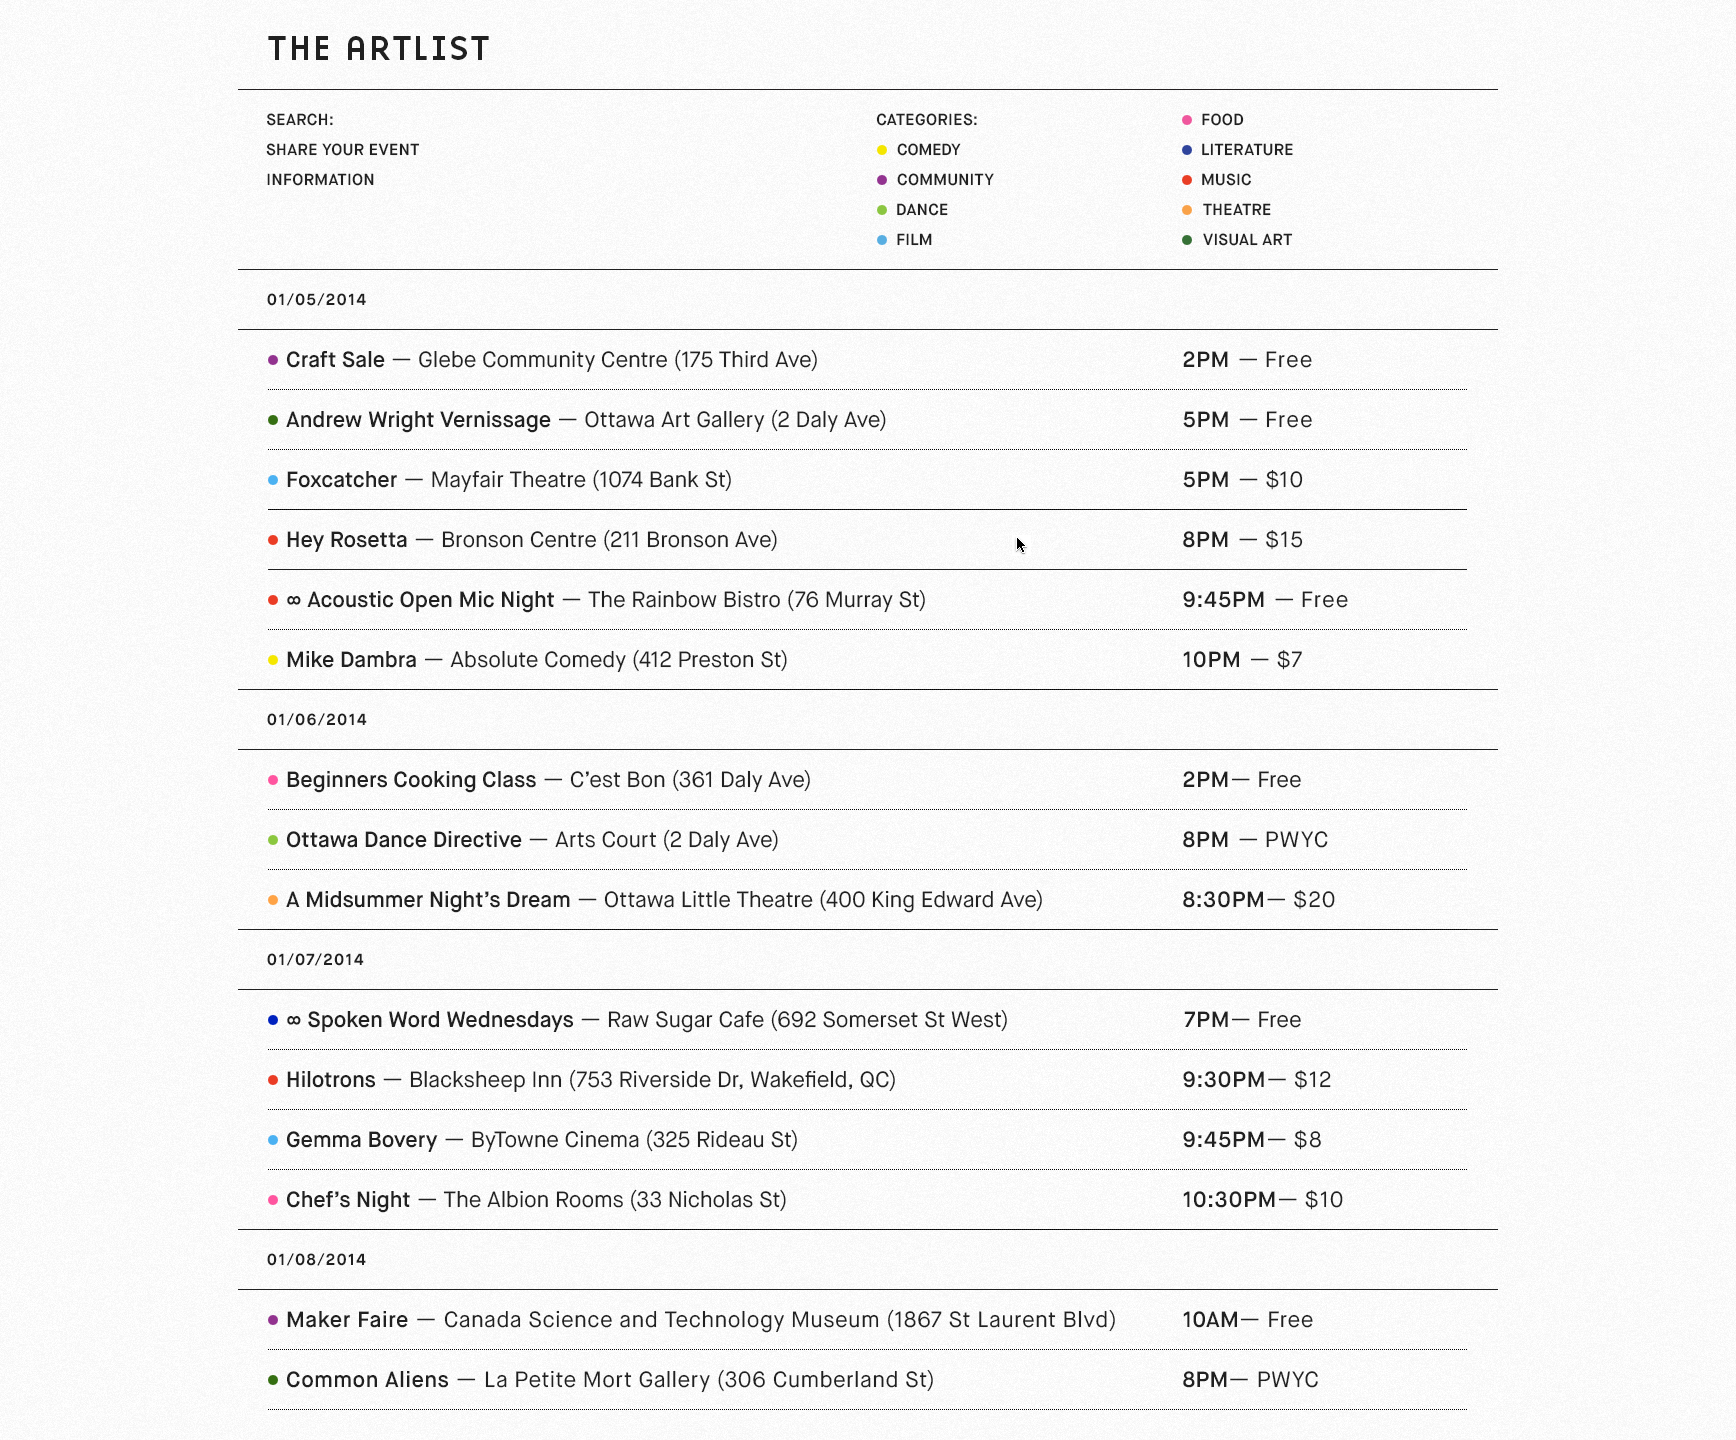 THE ARTLIST
SEARCH:
SHARE YOUR EVENT
INFORMATION
CATEGORIES:
COMEDY
COMMUNITY
DANCE
FILM
FOOD
LITERATURE
MUSIC
THEATRE
VISUAL ART
01/05/2014
Craft Sale — Glebe Community Centre (175 Third Ave) 2PM — Free
Andrew Wright Vernissage — Ottawa Art Gallery (2 Daly Ave) 5PM — Free
Foxcatcher — Mayfair Theatre (1074 Bank St) 5PM — $10
Hey Rosetta — Bronson Centre (211 Bronson Ave) 8PM — $15
∞ Acoustic Open Mic Night — The Rainbow Bistro (76 Murray St) 9:45PM — Free
Mike Dambra — Absolute Comedy (412 Preston St) 10PM — $7
01/06/2014
Beginners Cooking Class — C’est Bon (361 Daly Ave) 2PM— Free
Ottawa Dance Directive — Arts Court (2 Daly Ave) 8PM — PWYC
A Midsummer Night’s Dream — Ottawa Little Theatre (400 King Edward Ave) 8:30PM— $20
01/07/2014
∞ Spoken Word Wednesdays — Raw Sugar Cafe (692 Somerset St West) 7PM— Free
Hilotrons — Blacksheep Inn (753 Riverside Dr, Wakefield, QC) 9:30PM— $12
Gemma Bovery — ByTowne Cinema (325 Rideau St) 9:45PM— $8
Chef’s Night — The Albion Rooms (33 Nicholas St) 10:30PM— $10
01/08/2014
Maker Faire — Canada Science and Technology Museum (1867 St Laurent Blvd) 10AM— Free
Common Aliens — La Petite Mort Gallery (306 Cumberland St) 8PM— PWYC